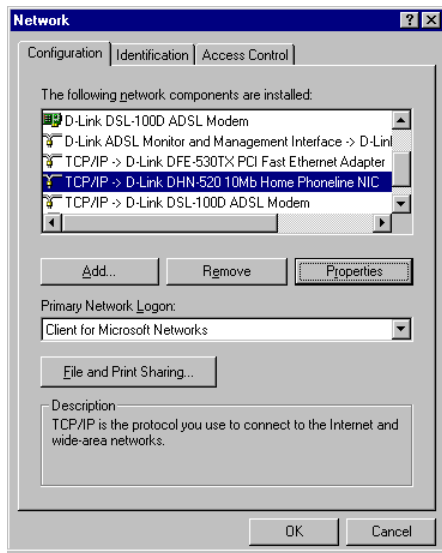 Network
Configuration Identification Access Control
The following network components are installed:
D-Link DSL-100D ADSL Modem
D-Link ADSL Monitor and Management Interface -> D-Linl
TCP/IP -> D-Link DFE-530TX PCI Fast Ethernet Adapter
TCP/IP -> D-Link DHN-520 10Mb Home Phoneline NIC
TCP/IP -> D-Link DSL-100D ADSL Modem
Add... Remove Properties
Primary Network Logon:
Client for Microsoft Networks
File and Print Sharing...
Description
TCP/IP is the protocol you use to connect to the Internet and
wide-area networks.
OK Cancel